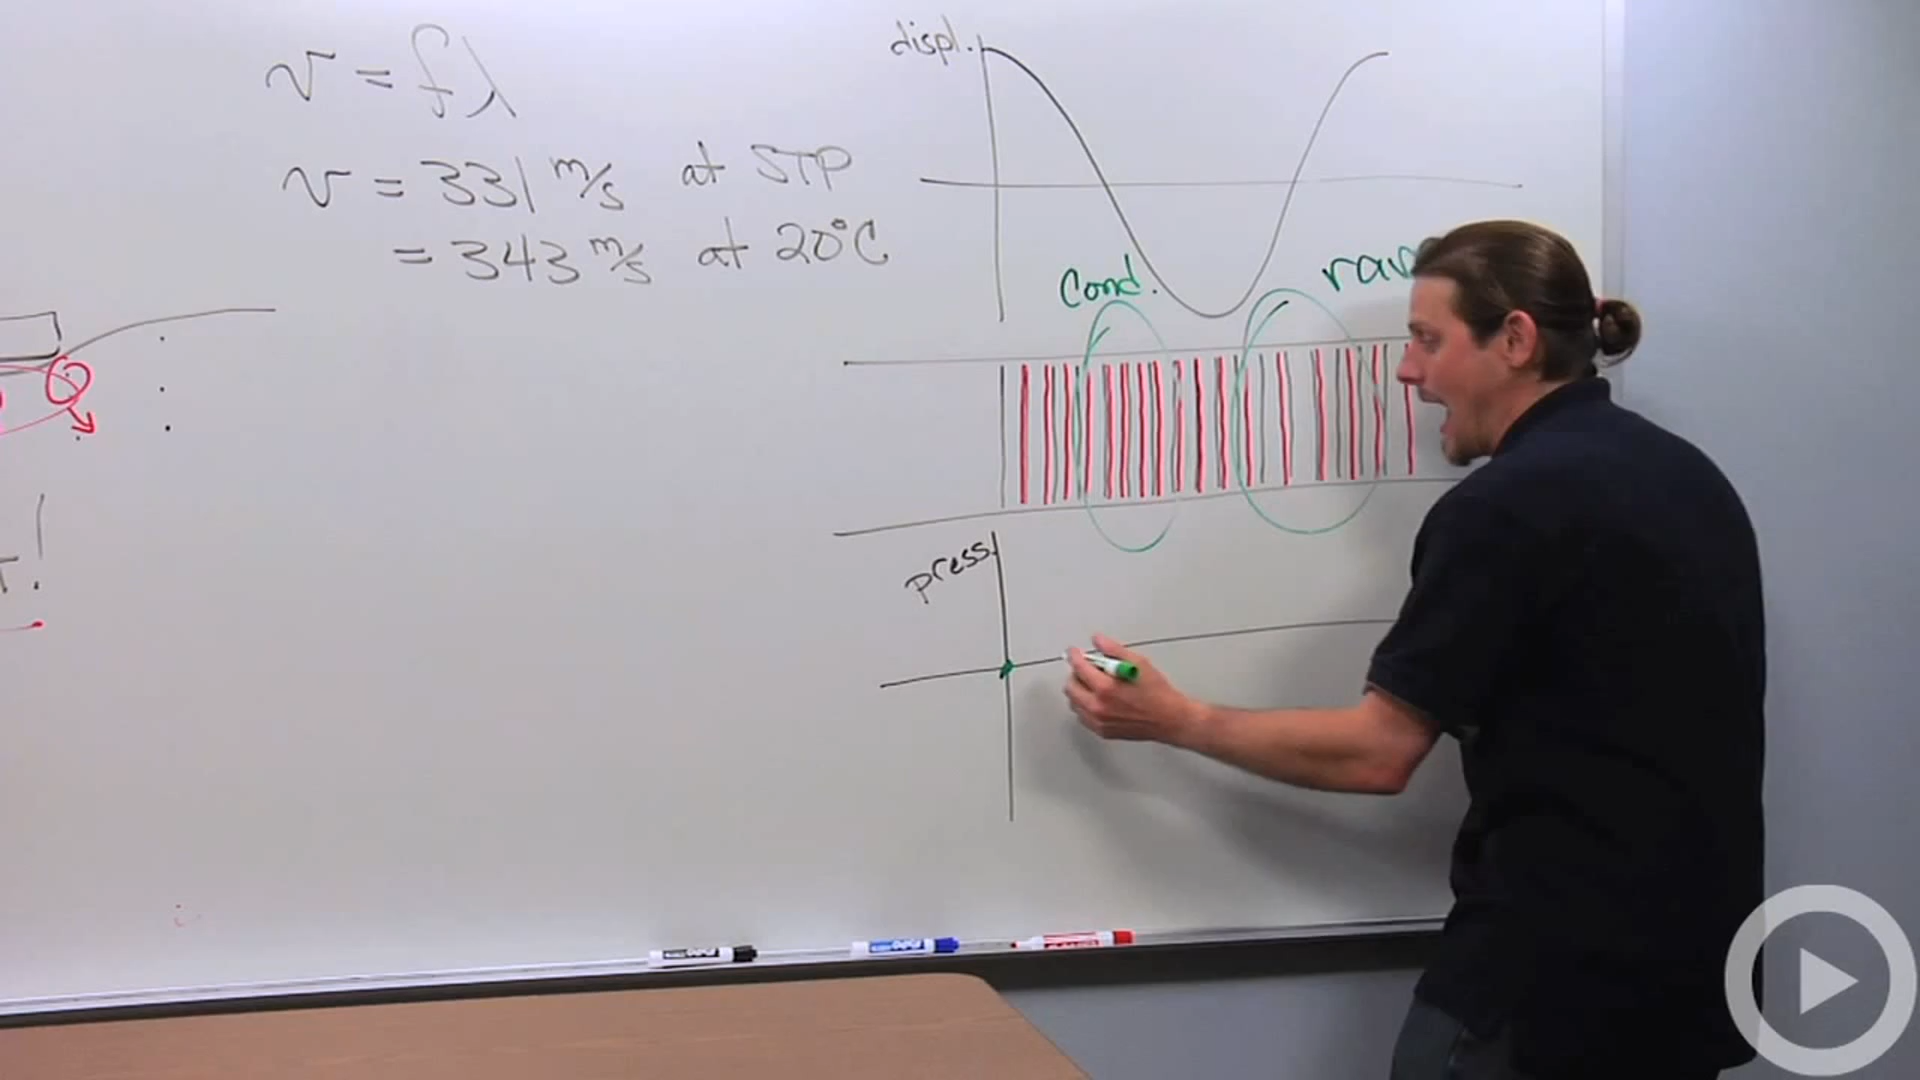 v = fλ
v = 331 m/s at STP
= 343 m/s at 20°C
displ.
Cond.
press.